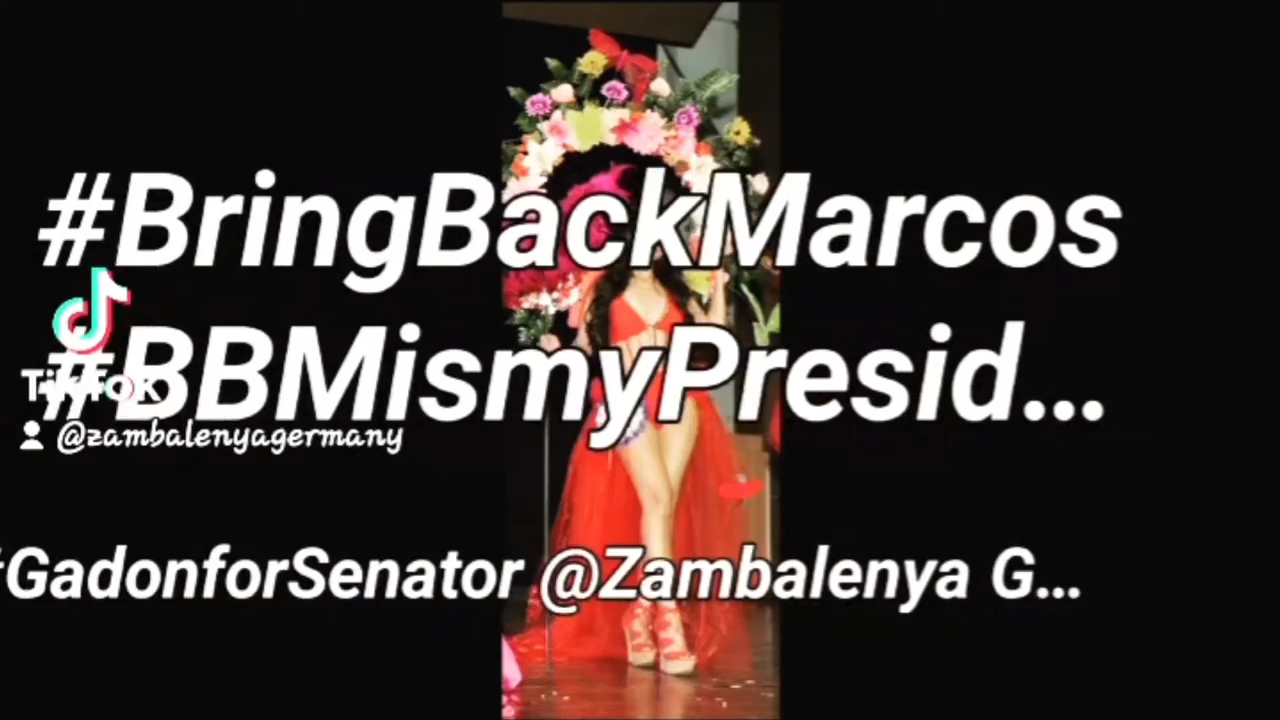 #BringBackMarcos
#BBMismyPresid...
TikTok
@zambalenyagermany
#GadonforSenator @Zambalenya G...